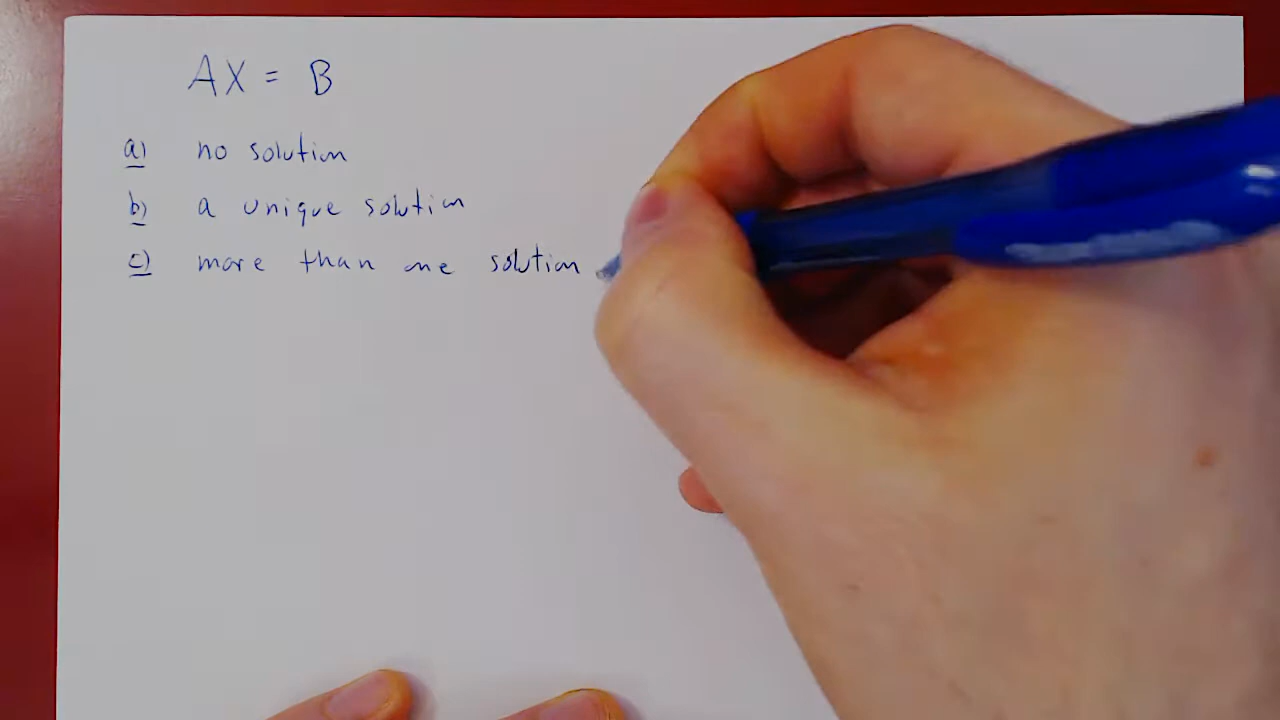 AX = B
a) no solution
b) a unique solution
c) more than one solution